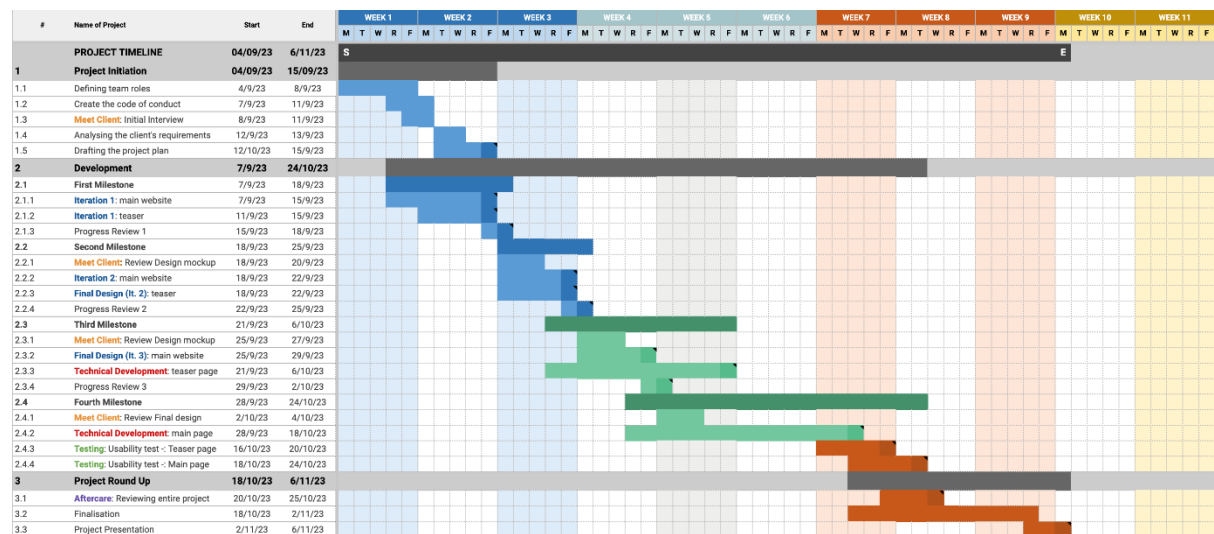 WEEK 1 WEEK 2 WEEK 3 WEEK 4 WEEK 5 WEEK 6 WEEK 7 WEEK 8 WEEK 9 WEEK 10 WEEK 11
# Name of Project Start End
M T W R F M T W R F M T W R F M T W R F M T W R F M T W R F M T W R F M T W R F M T W R F M T W R F M T W R F
PROJECT TIMELINE 04/09/23 6/11/23 S E
1 Project Initiation 04/09/23 15/09/23
1.1 Defining team roles 4/9/23 8/9/23
1.2 Create the code of conduct 7/9/23 11/9/23
1.3 Meet Client: Initial Interview 8/9/23 11/9/23
1.4 Analysing the client's requirements 12/9/23 13/9/23
1.5 Drafting the project plan 12/10/23 15/9/23
2 Development 7/9/23 24/10/23
2.1 First Milestone 7/9/23 18/9/23
2.1.1 Iteration 1: main website 7/9/23 15/9/23
2.1.2 Iteration 1: teaser 11/9/23 15/9/23
2.1.3 Progress Review 1 15/9/23 18/9/23
2.2 Second Milestone 18/9/23 25/9/23
2.2.1 Meet Client: Review Design mockup 18/9/23 20/9/23
2.2.2 Iteration 2: main website 18/9/23 22/9/23
2.2.3 Final Design (It. 2): teaser 18/9/23 22/9/23
2.2.4 Progress Review 2 22/9/23 25/9/23
2.3 Third Milestone 21/9/23 6/10/23
2.3.1 Meet Client: Review Design mockup 25/9/23 27/9/23
2.3.2 Final Design (It. 3): main website 25/9/23 29/9/23
2.3.3 Technical Development: teaser page 21/9/23 6/10/23
2.3.4 Progress Review 3 29/9/23 2/10/23
2.4 Fourth Milestone 28/9/23 24/10/23
2.4.1 Meet Client: Review Final design 2/10/23 4/10/23
2.4.2 Technical Development: main page 28/9/23 18/10/23
2.4.3 Testing: Usability test -: Teaser page 16/10/23 20/10/23
2.4.4 Testing: Usability test -: Main page 18/10/23 24/10/23
3 Project Round Up 18/10/23 6/11/23
3.1 Aftercare: Reviewing entire project 20/10/23 25/10/23
3.2 Finalisation 18/10/23 2/11/23
3.3 Project Presentation 2/11/23 6/11/23